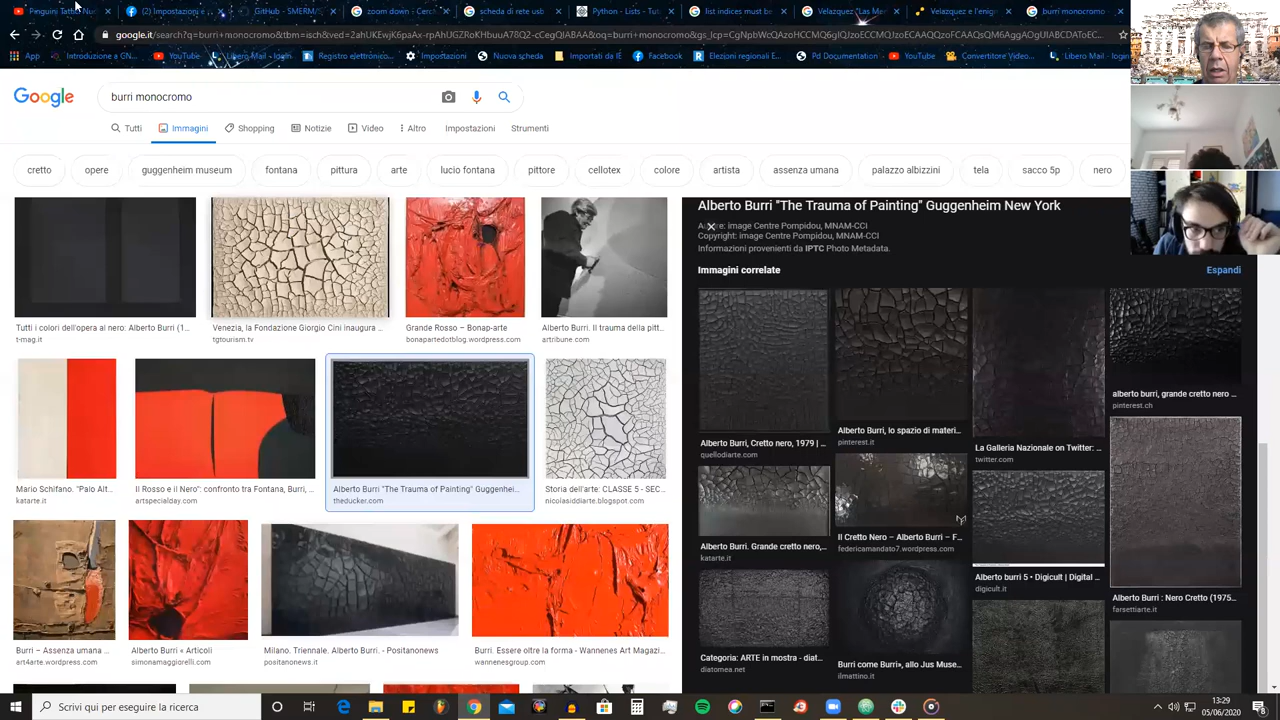 Pinguini Tattici Nu
(2) Impostazioni e
GitHub - SMERM/
zoom down - Cerc
scheda di rete usb
Python - Lists - Tut
list indices must be
Velazquez "Las Me
Velazquez e l'enig
burri monocromo
google.it/search?q=burri+monocromo&tbm=isch&ved=
App
Introduzione a GN...
YouTube
Libero Mail - login
Registro elettronico...
Impostazioni
Nuova scheda
Importati da IE
Facebook
Elezioni regionali E...
Pd Documentation
YouTube
Convertitore Video...
Libero Mail - login
Google
burri monocromo
Tutti
Immagini
Shopping
Notizie
Video
Altro
Impostazioni
Strumenti
cretto
opere
guggenheim museum
fontana
pittura
arte
lucio fontana
pittore
cellotex
colore
artista
assenza umana
palazzo albizzini
tela
sacco 5p
nero
Tutti i colori dell'opera al nero: Alberto Burri (1...
t-mag.it
Venezia, la Fondazione Giorgio Cini inaugura ...
tgtourism.tv
Grande Rosso – Bonap-arte
bonapartedotblog.wordpress.com
Alberto Burri. Il trauma della pitt...
artribune.com
Mario Schifano. "Palo Alt...
katarte.it
Il Rosso e il Nero": confronto tra Fontana, Burri, ...
artspecialday.com
Alberto Burri "The Trauma of Painting" Guggenhei...
theducker.com
Storia dell'arte: CLASSE 5 - SEC...
nicolasiddiarte.blogspot.com
Burri – Assenza umana ...
art4arte.wordpress.com
Alberto Burri « Articoli
simonamaggiorelli.com
Milano. Triennale. Alberto Burri. - Positanonews
positanonews.it
Burri. Essere oltre la forma - Wannenes Art Magazi...
wannenesgroup.com
Alberto Burri "The Trauma of Painting" Guggenheim New York
image Centre Pompidou, MNAM-CCI
Copyright: image Centre Pompidou, MNAM-CCI
Informazioni provenienti da IPTC Photo Metadata.
Immagini correlate
Espandi
Alberto Burri, Cretto nero, 1979 | ...
quellodiarte.com
Alberto Burri, lo spazio di materi...
pinterest.it
La Galleria Nazionale on Twitter: ...
twitter.com
alberto burri, grande cretto nero ...
pinterest.ch
Alberto Burri. Grande cretto nero,...
katarte.it
Il Cretto Nero – Alberto Burri – F...
federicamandato7.wordpress.com
Alberto burri 5 • Digicult | Digital ...
digicult.it
Alberto Burri : Nero Cretto (1975...
farsettiarte.it
Categoria: ARTE in mostra - diat...
diatomea.net
Burri come Burri», allo Jus Muse...
ilmattino.it
Scrivi qui per eseguire la ricerca
13:29
05/06/2020